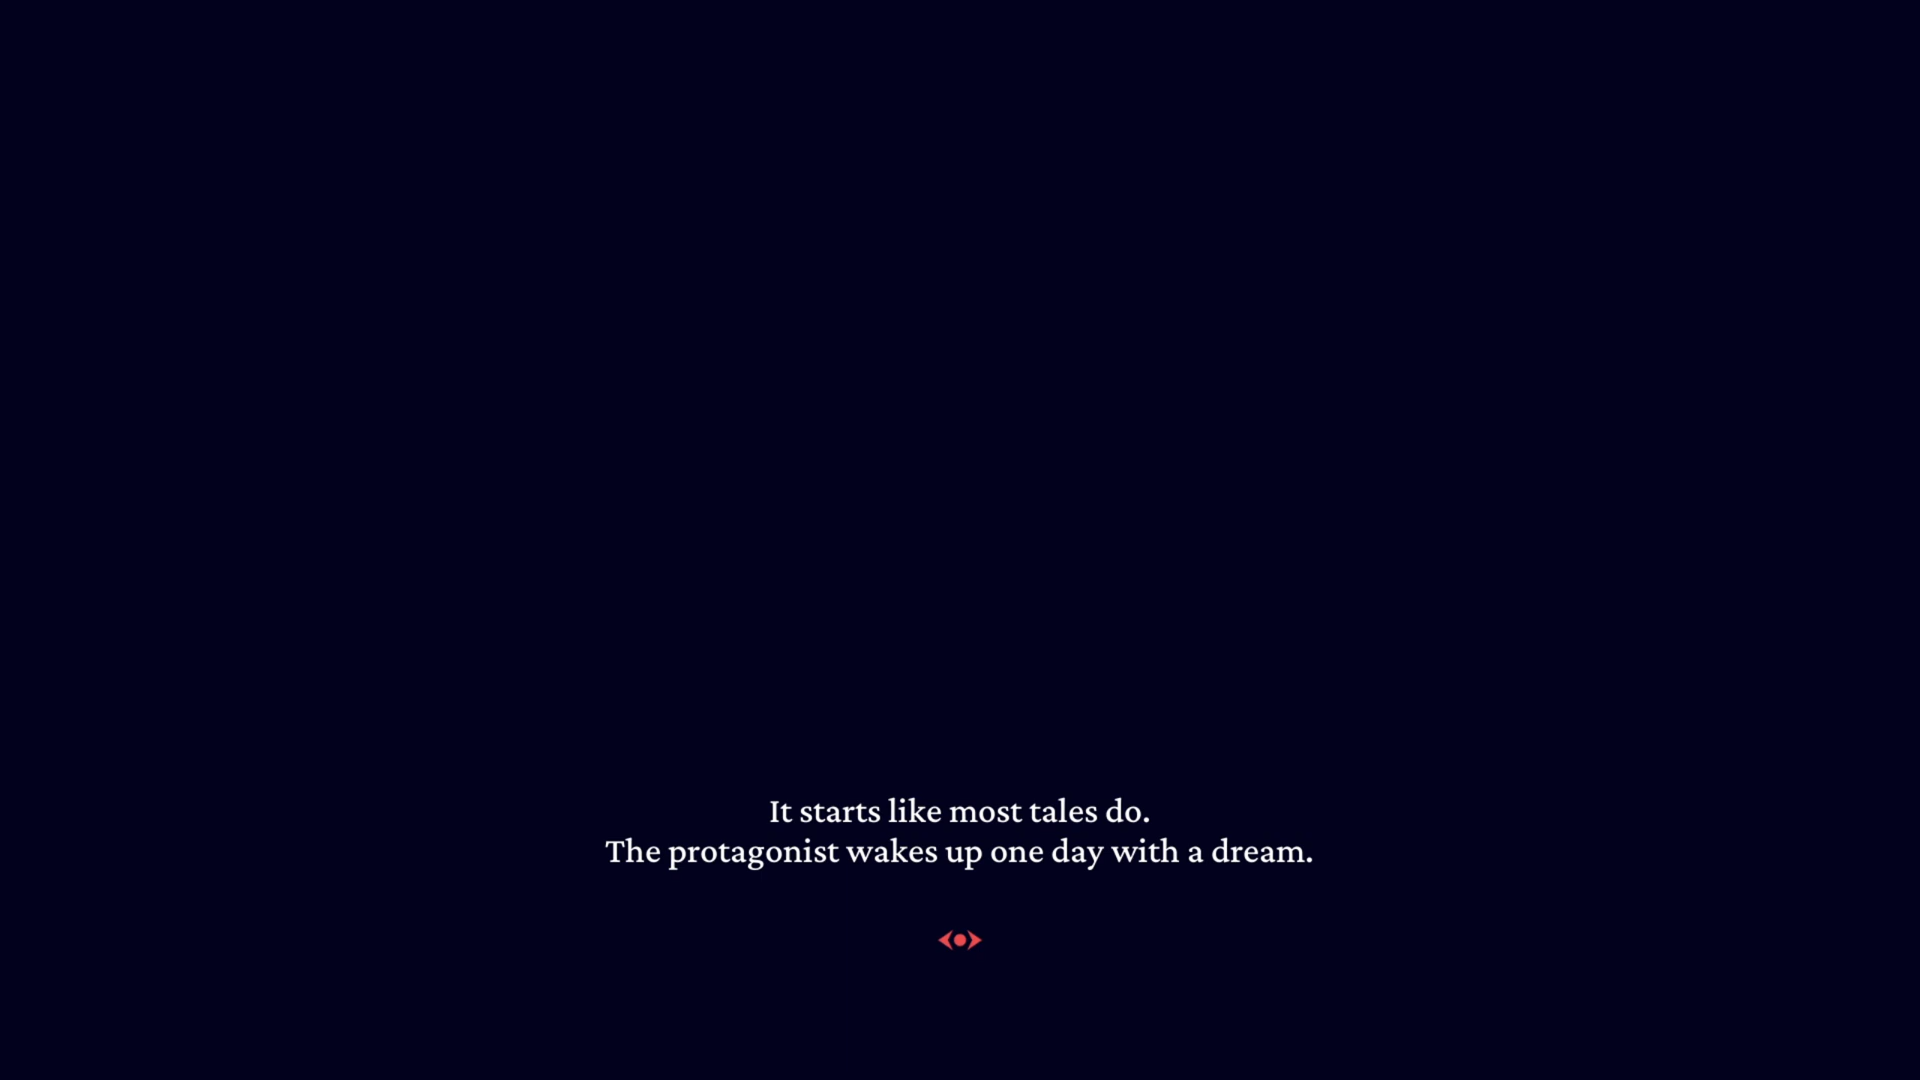 It starts like most tales do.
The protagonist wakes up one day with a dream.